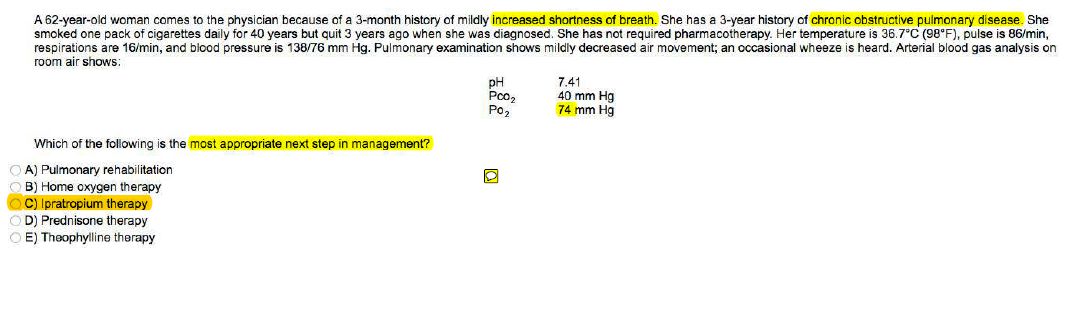 A 62-year-old woman comes to the physician because of a 3-month history of mildly increased shortness of breath. She has a 3-year history of chronic obstructive pulmonary disease. She
smoked one pack of cigarettes daily for 40 years but quit 3 years ago when she was diagnosed. She has not required pharmacotherapy. Her temperature is 36.7°C (98°F), pulse is 86/min,
respirations are 16/min, and blood pressure is 138/76 mm Hg. Pulmonary examination shows mildly decreased air movement; an occasional wheeze is heard. Arterial blood gas analysis on
room air shows:
pH 7.41
Pco₂ 40 mm Hg
Po₂ 74 mm Hg
Which of the following is the most appropriate next step in management?
A) Pulmonary rehabilitation
B) Home oxygen therapy
C) Ipratropium therapy
D) Prednisone therapy
E) Theophylline therapy